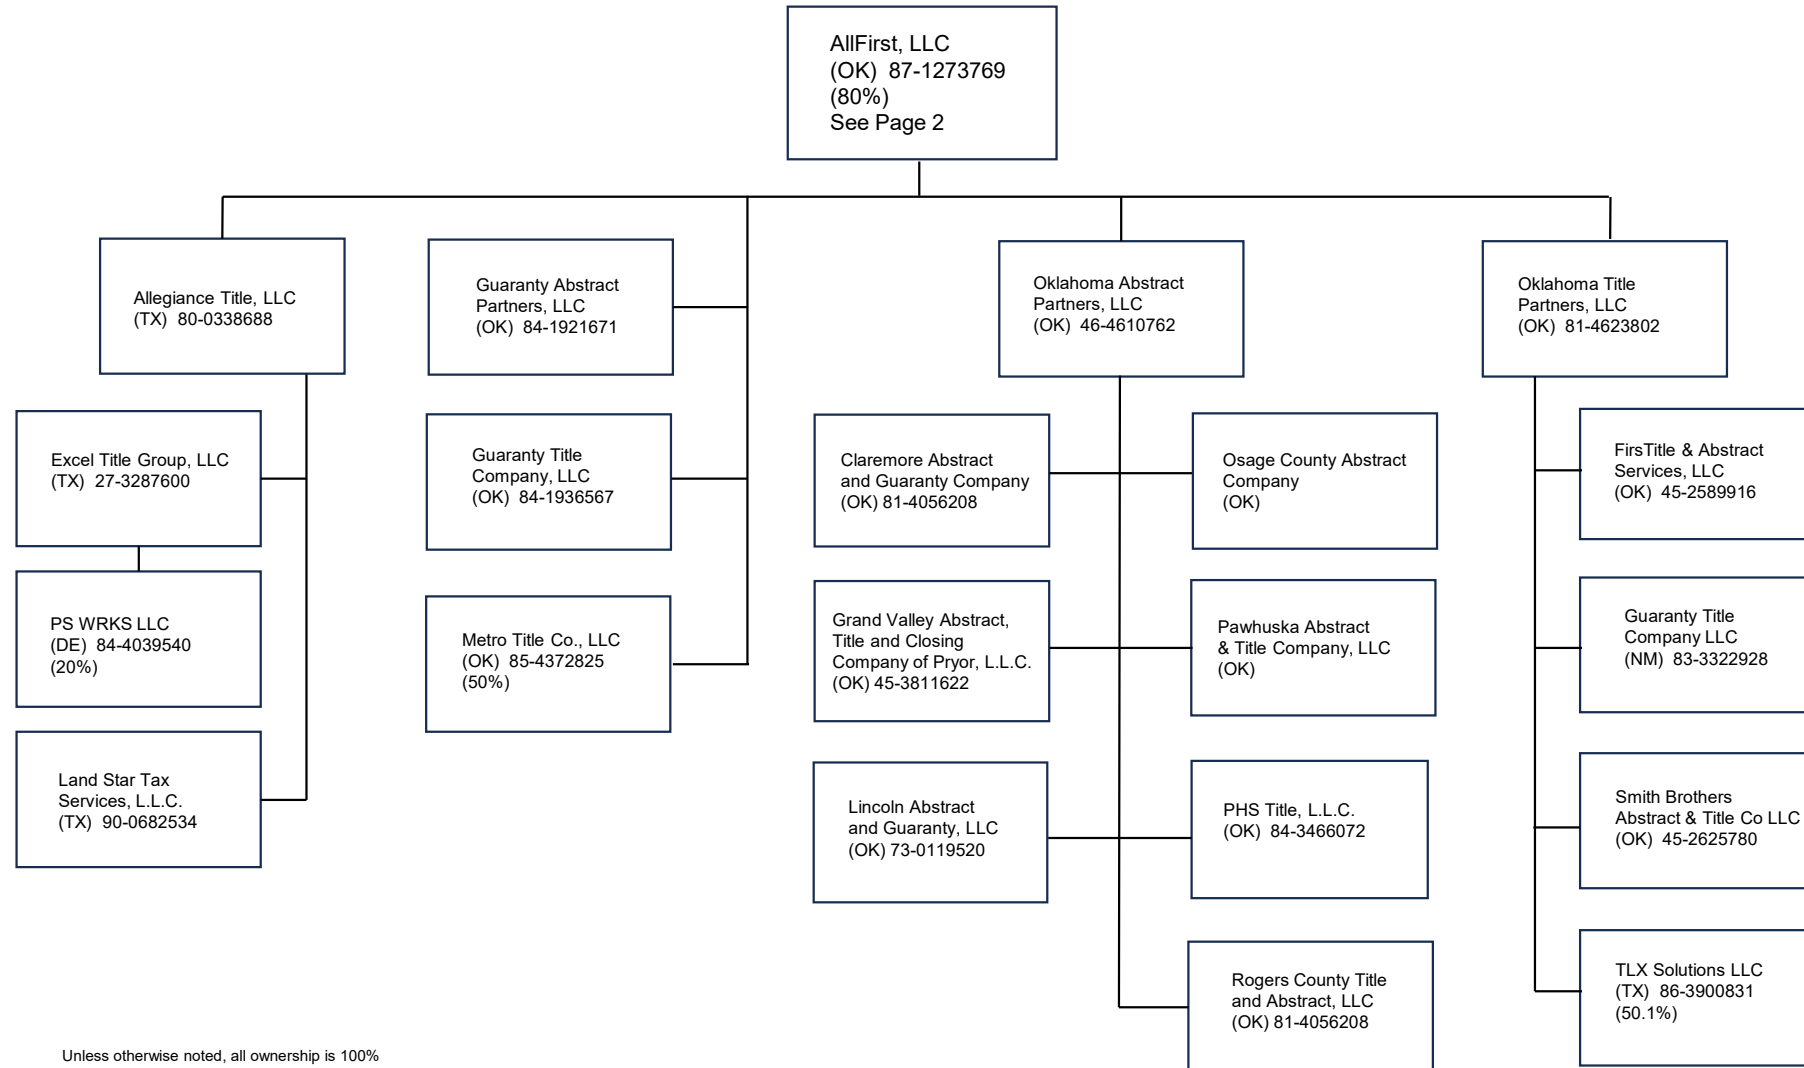 AllFirst, LLC
(OK) 87-1273769
(80%)
See Page 2
Allegiance Title, LLC
(TX) 80-0338688
Excel Title Group, LLC
(TX) 27-3287600
PS WRKS LLC
(DE) 84-4039540
(20%)
Land Star Tax
Services, L.L.C.
(TX) 90-0682534
Guaranty Abstract
Partners, LLC
(OK) 84-1921671
Guaranty Title
Company, LLC
(OK) 84-1936567
Metro Title Co., LLC
(OK) 85-4372825
(50%)
Oklahoma Abstract
Partners, LLC
(OK) 46-4610762
Claremore Abstract
and Guaranty Company
(OK) 81-4056208
Osage County Abstract
Company
(OK)
Grand Valley Abstract,
Title and Closing
Company of Pryor, L.L.C.
(OK) 45-3811622
Pawhuska Abstract
& Title Company, LLC
(OK)
Lincoln Abstract
and Guaranty, LLC
(OK) 73-0119520
PHS Title, L.L.C.
(OK) 84-3466072
Rogers County Title
and Abstract, LLC
(OK) 81-4056208
Oklahoma Title
Partners, LLC
(OK) 81-4623802
FirsTitle & Abstract
Services, LLC
(OK) 45-2589916
Guaranty Title
Company LLC
(NM) 83-3322928
Smith Brothers
Abstract & Title Co LLC
(OK) 45-2625780
TLX Solutions LLC
(TX) 86-3900831
(50.1%)
Unless otherwise noted, all ownership is 100%